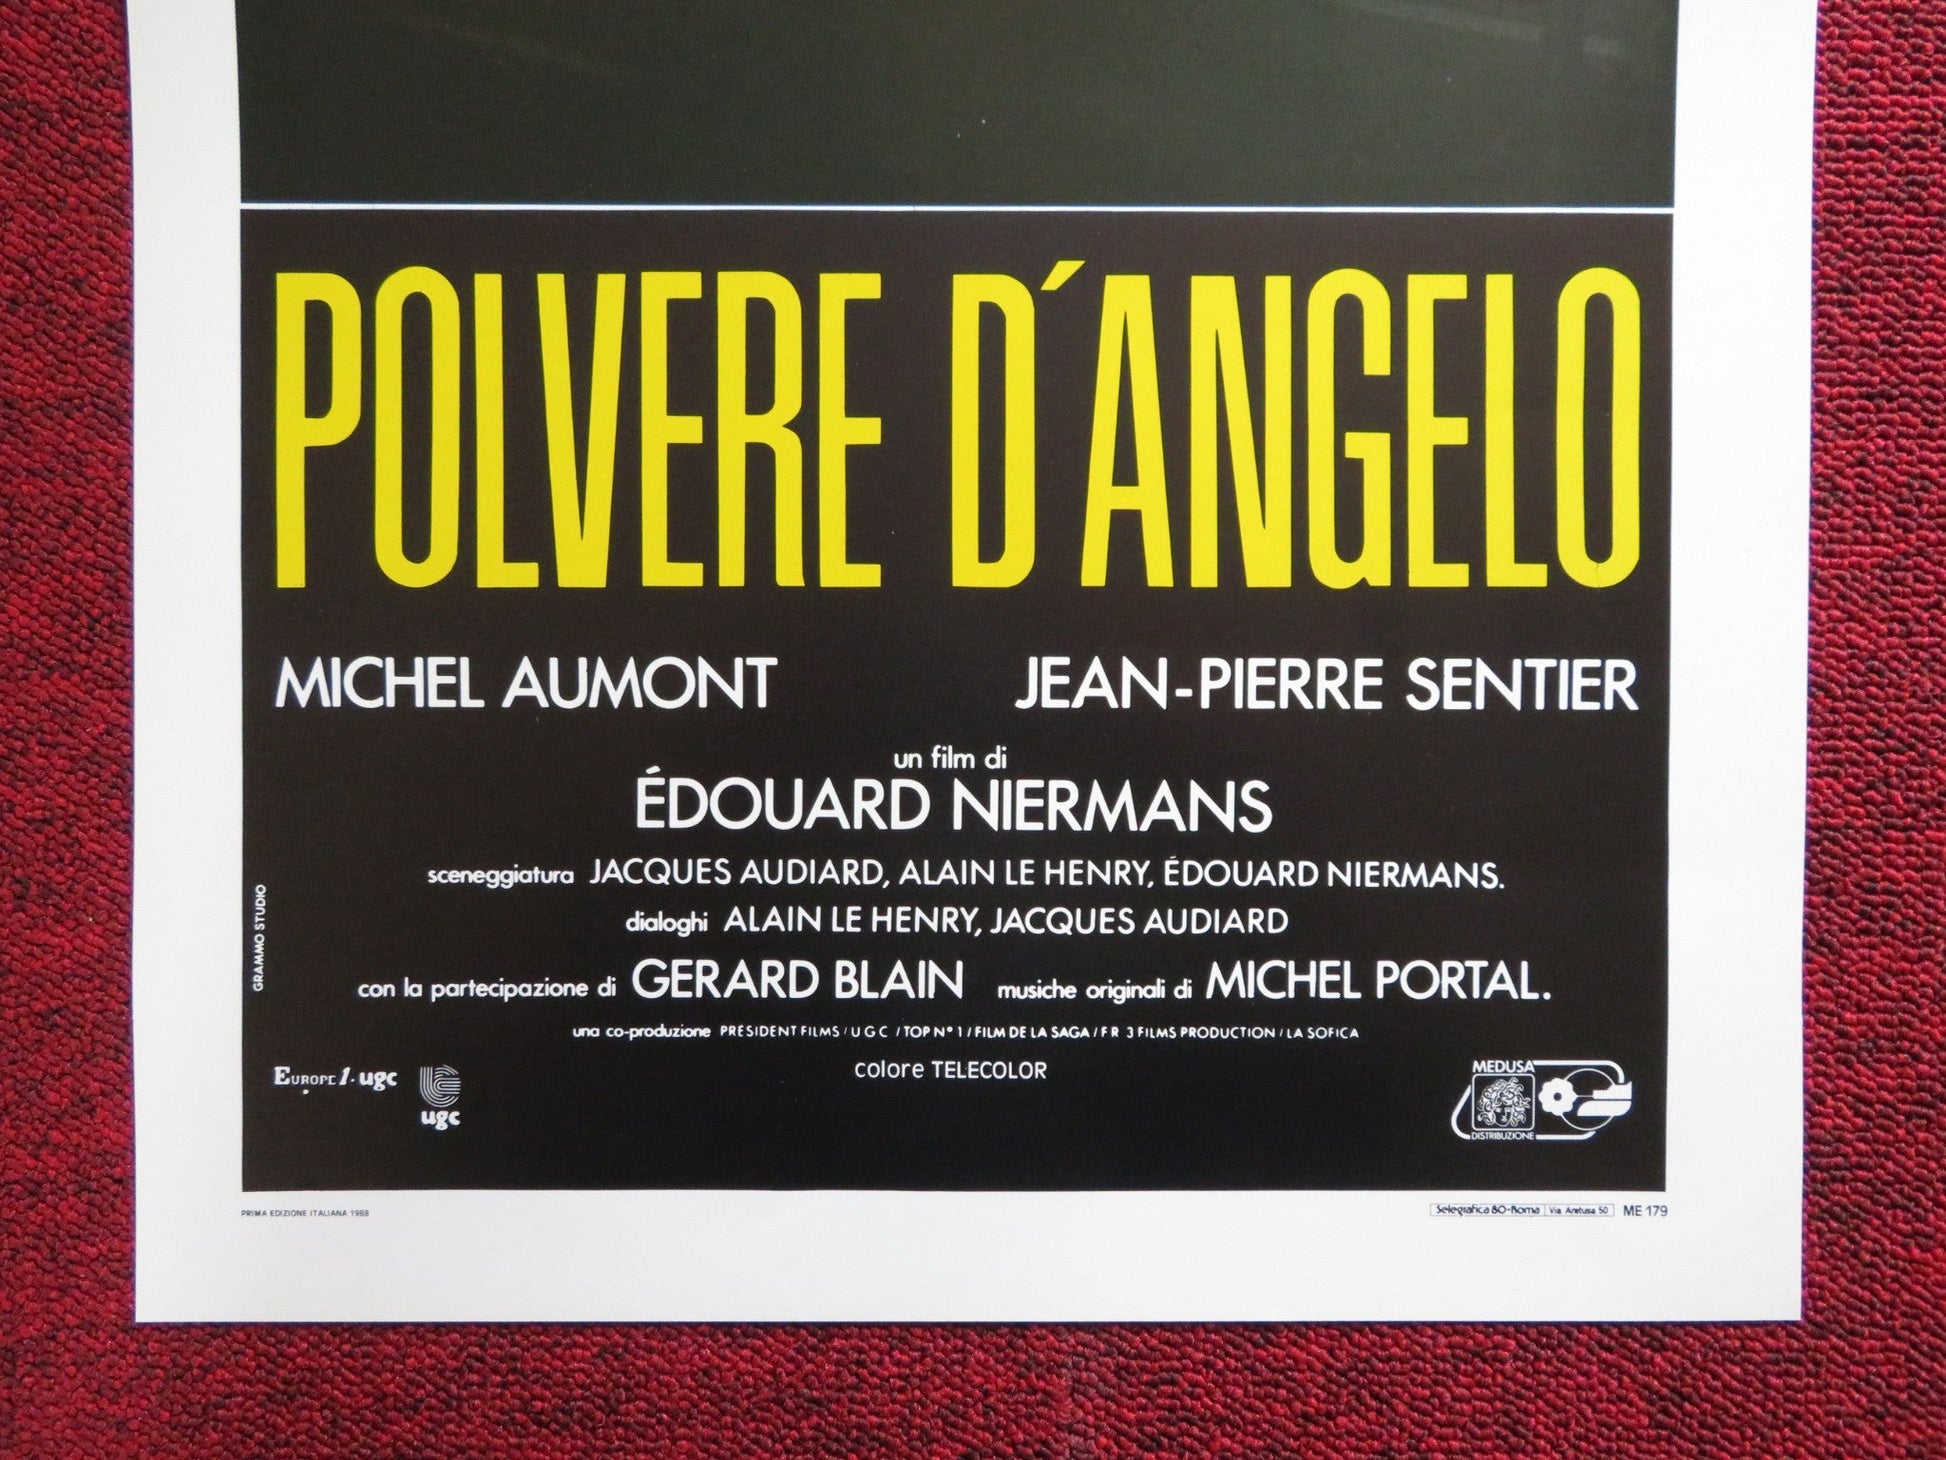 POLVERE D´ANGELO
MICHEL AUMONT JEAN-PIERRE SENTIER
un film di
ÉDOUARD NIERMANS
sceneggiatura JACQUES AUDIARD, ALAIN LE HENRY, ÉDOUARD NIERMANS.
dialoghi ALAIN LE HENRY, JACQUES AUDIARD
con la partecipazione di GERARD BLAIN musiche originali di MICHEL PORTAL.
una co-produzione PRESIDENT FILMS / U G C / TOP N° 1 / FILM DE LA SAGA / F R 3 FILMS PRODUCTION / LA SOFICA
colore TELECOLOR
GRAMMO STUDIO
EUROPE 1 · ugc
ugc
MEDUSA
DISTRIBUZIONE
PRIMA EDIZIONE ITALIANA 1988
Selegrafica 80-Roma Via Aretusa 50 ME 179